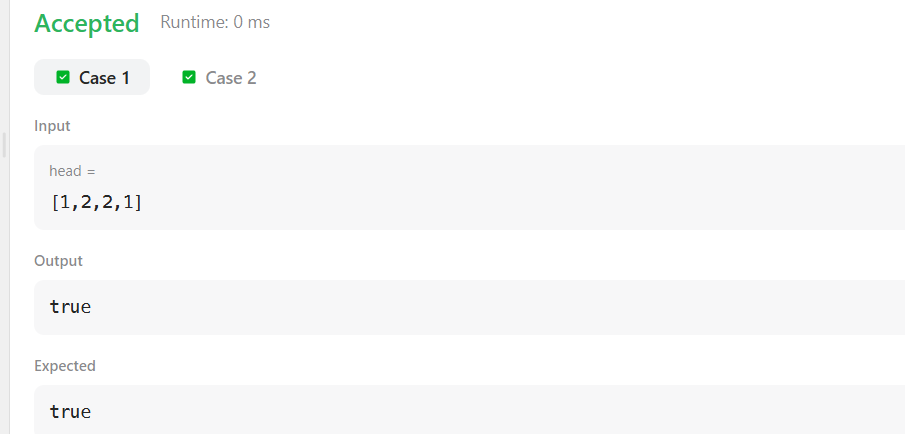 Accepted Runtime: 0 ms
Case 1 Case 2
Input
head =
[1,2,2,1]
Output
true
Expected
true